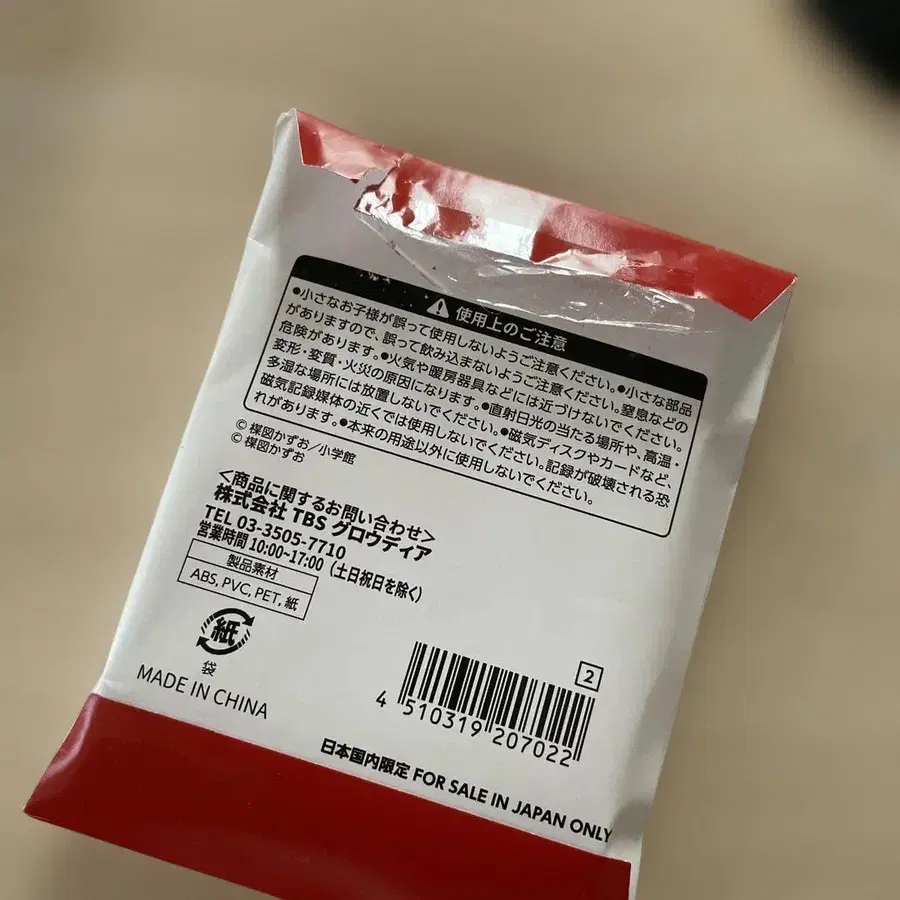 ⚠ 使用上のご注意
●小さなお子様が誤って使用しないようご注意ください。●小さな部品
がありますので、誤って飲み込まないようご注意ください。窒息などの
危険があります。●火気や暖房器具などには近づけないでください。
変形・変質・火災の原因になります。●直射日光の当たる場所や、高温・
多湿な場所には放置しないでください。●磁気ディスクやカードなど、
磁気記録媒体の近くでは使用しないでください。記録が破壊される恐
れがあります。●本来の用途以外に使用しないでください。
© 楳図かずお／小学館
© 楳図かずお
<商品に関するお問い合わせ>
株式会社 TBS グロウディア
TEL 03-3505-7710
営業時間 10:00~17:00（土日祝日を除く）
製品素材
ABS, PVC, PET, 紙
紙
袋
MADE IN CHINA
2
4 510319 207022
日本国内限定 FOR SALE IN JAPAN ONLY